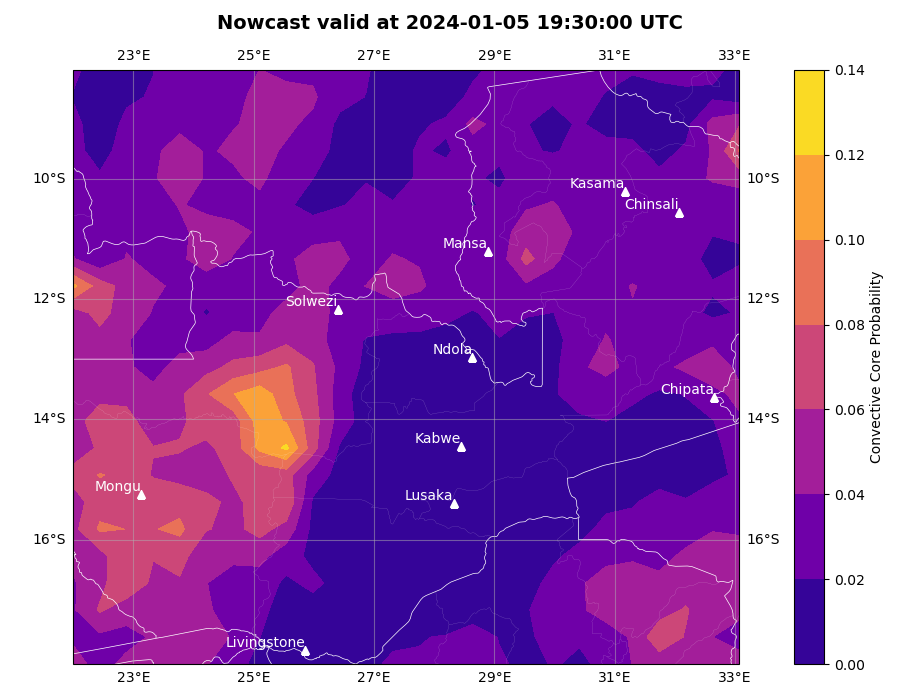 Nowcast valid at 2024-01-05 19:30:00 UTC
23°E 25°E 27°E 29°E 31°E 33°E
0.14
0.12
10°S Kasama 10°S
Chinsali
0.10
Mansa
12°S Solwezi 12°S
0.08
Ndola
Chipata
0.06
14°S 14°S
Kabwe
Mongu
Lusaka
0.04
16°S 16°S
0.02
Livingstone
0.00
23°E 25°E 27°E 29°E 31°E 33°E
Convective Core Probability